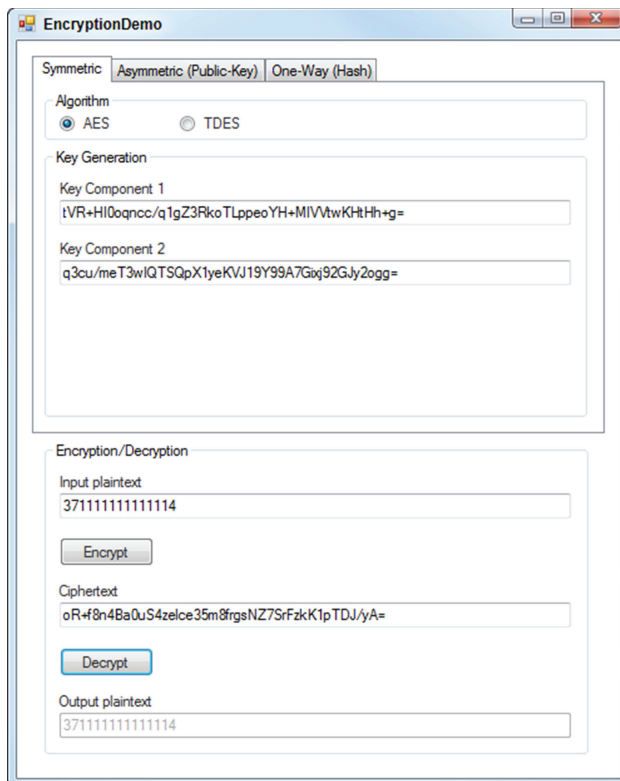 EncryptionDemo
Symmetric Asymmetric (Public-Key) One-Way (Hash)
Algorithm
AES TDES
Key Generation
Key Component 1
tVR+HI0oqncc/q1gZ3RkoTLppeoYH+MIVVtwKHtHh+g=
Key Component 2
q3cu/meT3wIQTSQpX1yeKVJ19Y99A7Gixj92GJy2ogg=
Encryption/Decryption
Input plaintext
371111111111114
Encrypt
Ciphertext
oR+f8n4Ba0uS4zelce35m8frgsNZ7SrFzkK1pTDJ/yA=
Decrypt
Output plaintext
371111111111114